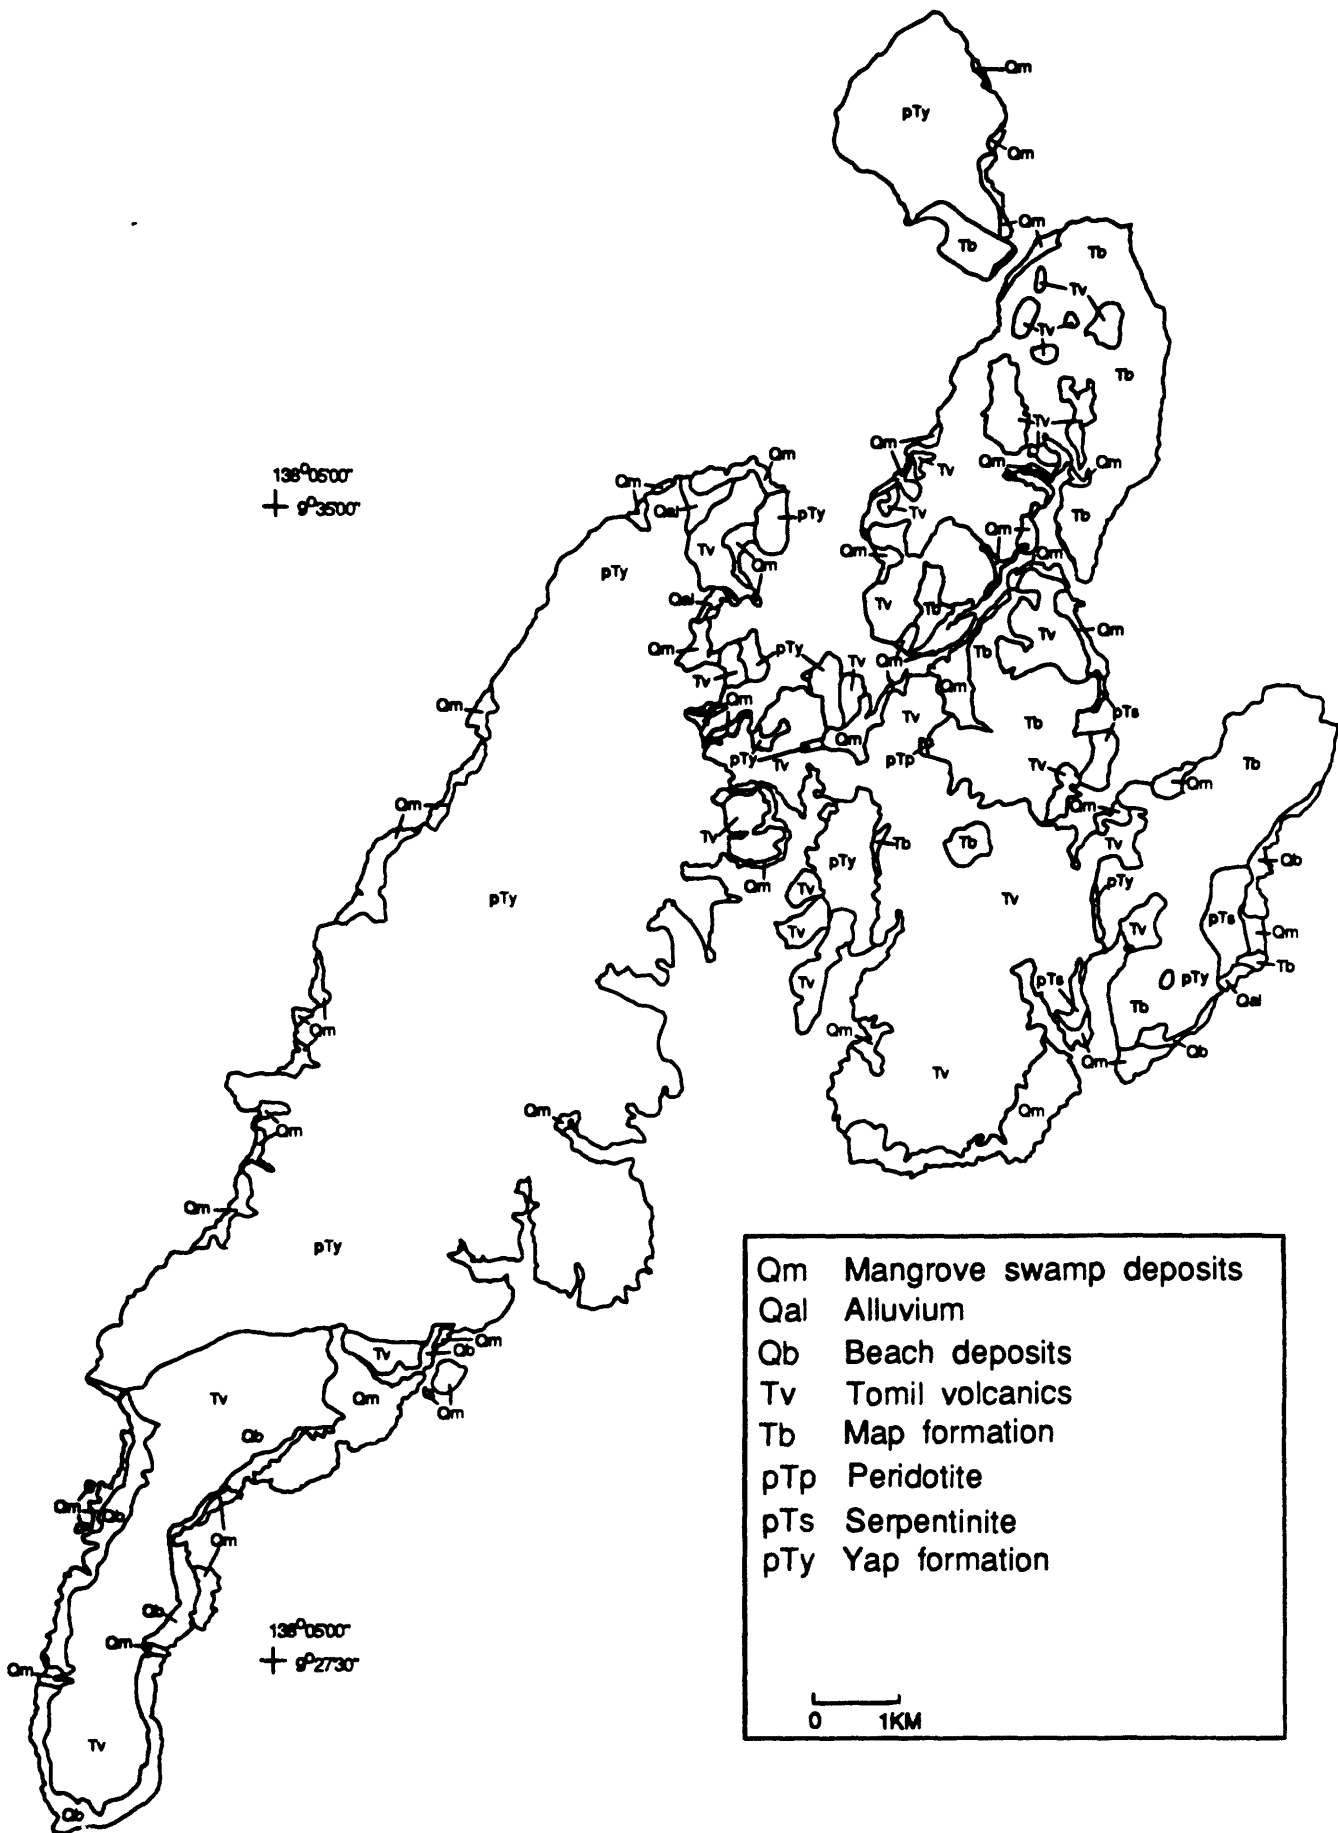 Qm
pTy
Qm
Qm
Tb
Tb
Tv
Tv
Tb
Tv
Qm
Qm
Tv
Qm
Qm
138°05'00"
9°35'00"
Qm
Qal
pTy
Tv
Tb
Qm
Qm
Qm
Tv
pTy
Qm
Qal
Tv
Tb
Qm
Tv
Qm
pTy
Tv
Qm
Tb
Tv
Qm
Qm
Tv
Tb
pTs
Qm
Qm
pTy
Tv
pTp
Tv
Tb
Qm
Qm
Qm
Tv
Tb
Tb
Tv
Qb
pTy
pTy
Qm
Tv
pTy
Tv
Tv
pTs
Tv
Qm
Tb
Tv
pTs
pTy
Tb
Qal
Qm
Qm
Qb
Qm
Tv
Qm
Qm
Qm
Qm
pTy
Qm
Tv
Qb
Tv
Qm
Qm
Qb
Qm
Qb
Qm
Qb
138°05'00"
Qm
9°27'30"
Qm
Tv
Qb
Qm Mangrove swamp deposits
Qal Alluvium
Qb Beach deposits
Tv Tomil volcanics
Tb Map formation
pTp Peridotite
pTs Serpentinite
pTy Yap formation
0 1KM